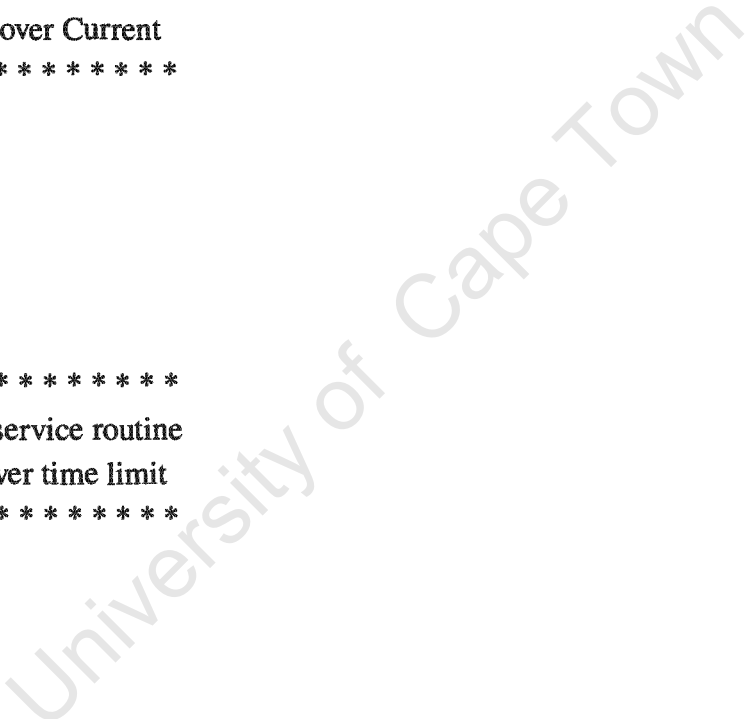 over Current
* * * * * * * *
* * * * * * * *
service routine
ver time limit
* * * * * * * *
University of Cape Town